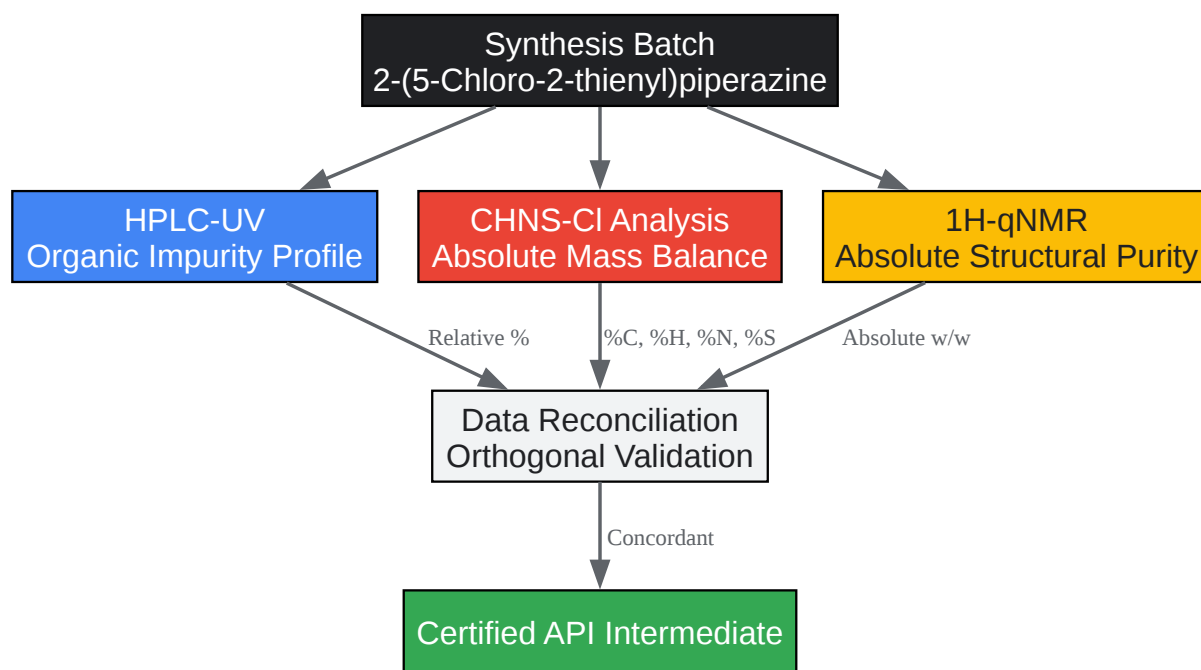 Synthesis Batch
2-(5-Chloro-2-thienyl)piperazine
HPLC-UV
Organic Impurity Profile
CHNS-Cl Analysis
Absolute Mass Balance
1H-qNMR
Absolute Structural Purity
Relative %
%C, %H, %N, %S
Absolute w/w
Data Reconciliation
Orthogonal Validation
Concordant
Certified API Intermediate